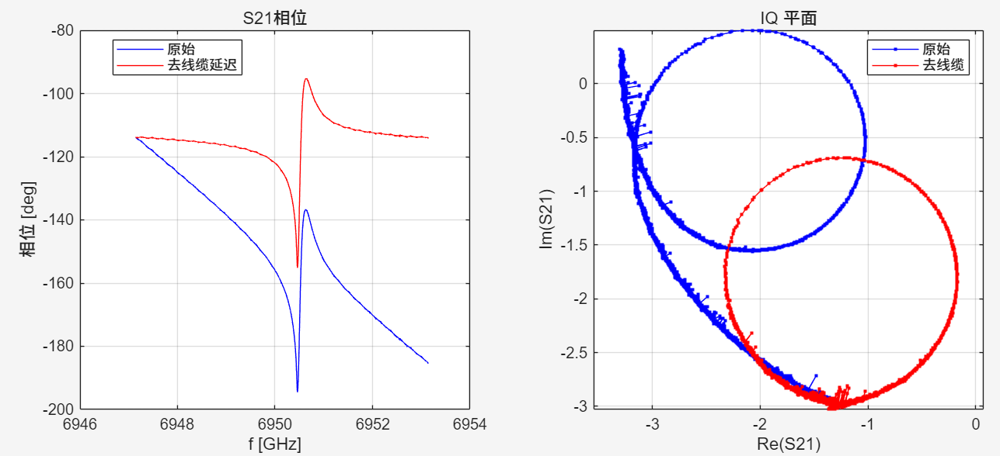 S21相位
-80
-100
-120
-140
-160
-180
-200
6946
6948
6950
6952
6954
相位 [deg]
f [GHz]
原始
去线缆延迟
IQ 平面
0
-0.5
-1
-1.5
-2
-2.5
-3
-3
-2
-1
0
Im(S21)
Re(S21)
原始
去线缆